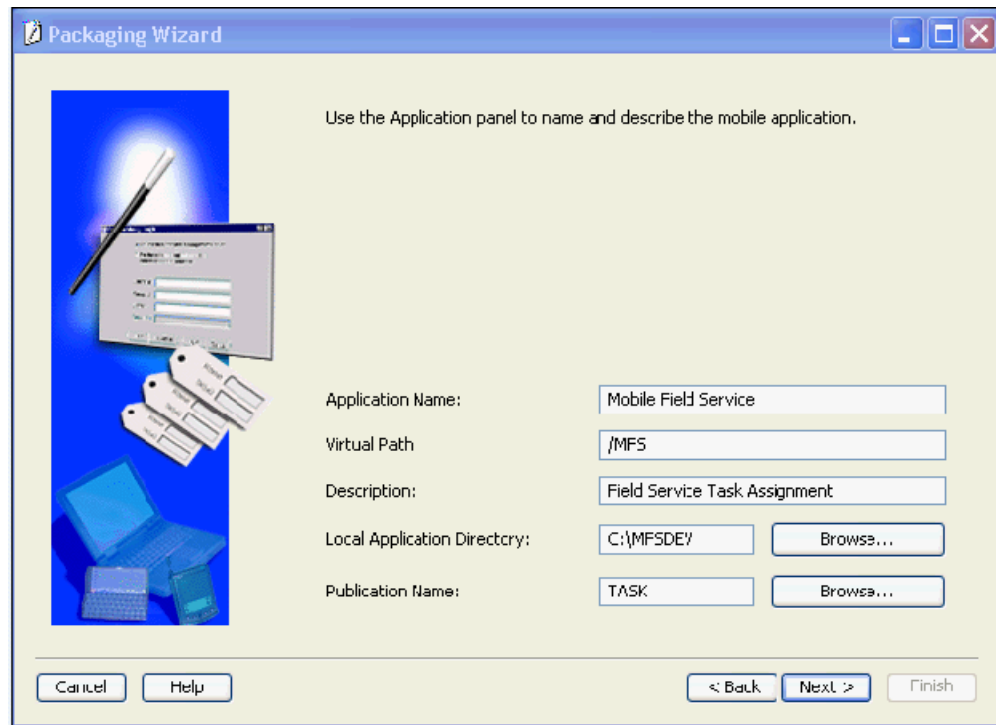 Packaging Wizard
Use the Application panel to name and describe the mobile application.
Application Name: Mobile Field Service
Virtual Path /MFS
Description: Field Service Task Assignment
Local Application Directory: C:\MFSDEV Browse...
Publication Name: TASK Browse...
Cancel Help < Back Next > Finish